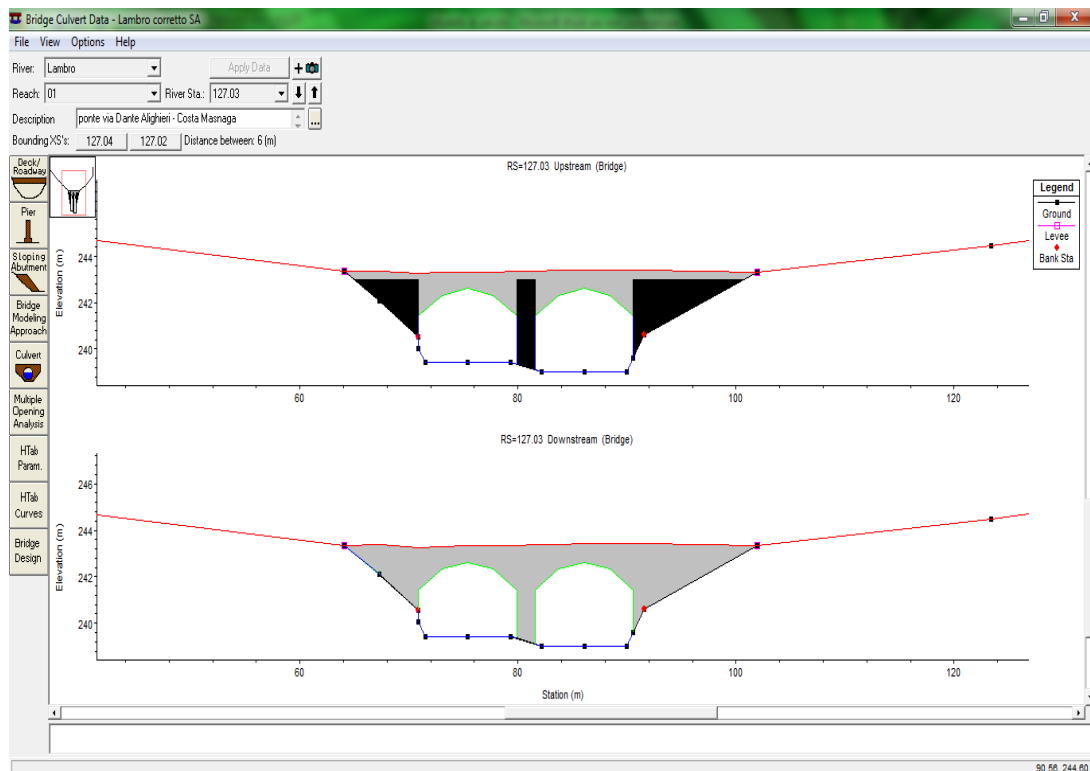 Bridge Culvert Data - Lambro corretto SA
File View Options Help
River: Lambro Apply Data
Reach: 01 River Sta.: 127.03
Description ponte via Dante Alighieri - Costa Masnaga ...
Bounding XS's: 127.04 127.02 Distance between: 6 (m)
Deck/
Roadway
Pier
Sloping
Abutment
Bridge
Modeling
Approach
Culvert
Multiple
Opening
Analysis
HTab
Param.
HTab
Curves
Bridge
Design
RS=127.03 Upstream (Bridge)
Legend
Ground
Levee
Bank Sta
Elevation (m)
244
242
240
60 80 100 120
RS=127.03 Downstream (Bridge)
Elevation (m)
246
244
242
240
60 80 100 120
Station (m)
90.56, 244.60